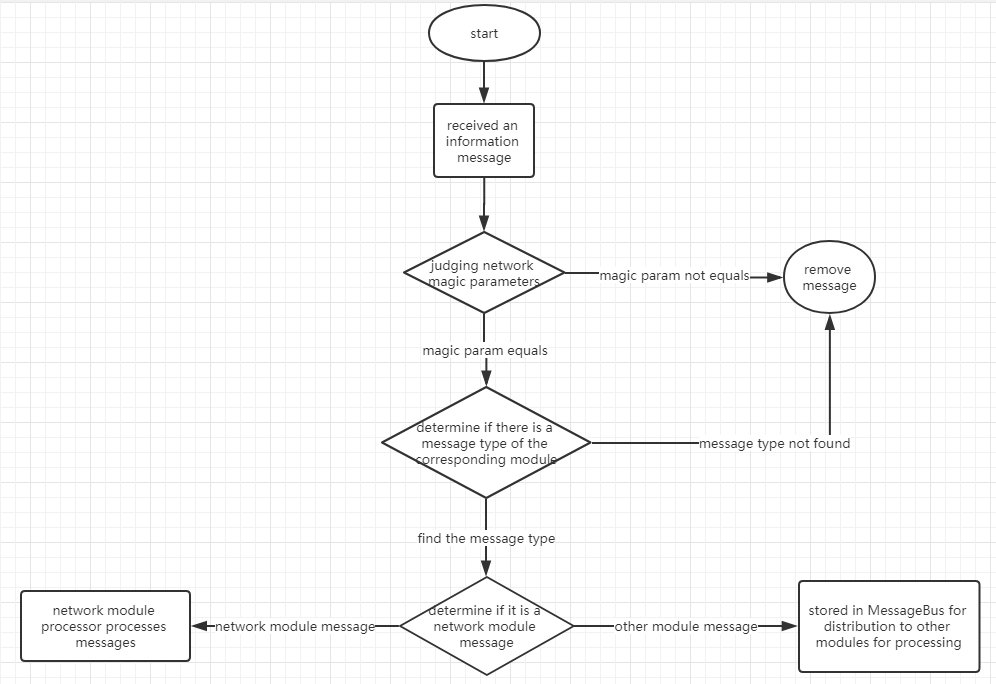 start
received an
information
message
judging network
magic parameters
magic param not equals
remove
message
magic param equals
determine if there is a
message type of the
corresponding module
message type not found
find the message type
network module
processor processes
messages
network module message
determine if it is a
network module
message
other module message
stored in MessageBus for
distribution to other
modules for processing